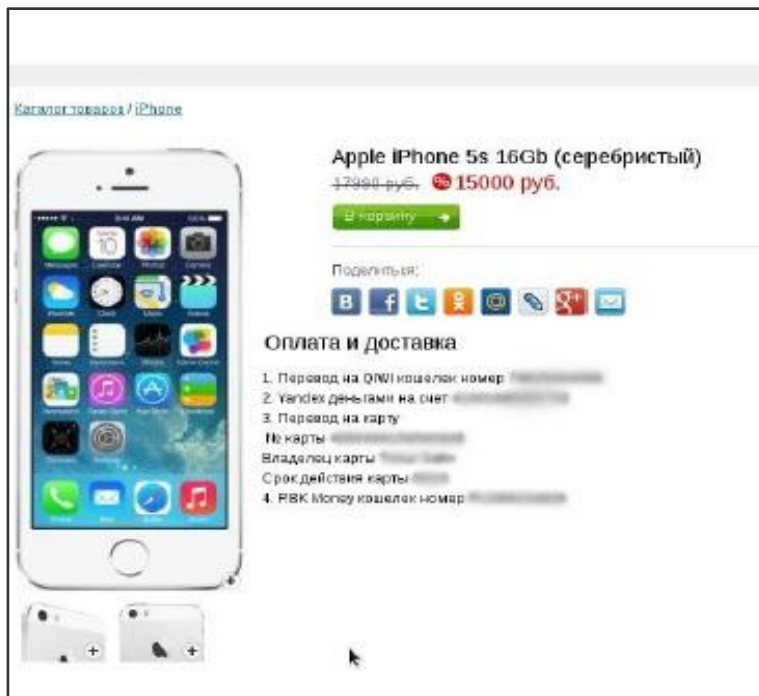 Каталог товаров / iPhone
Apple iPhone 5s 16Gb (серебристый)
17990 руб. % 15000 руб.
В корзину
Поделиться:
Оплата и доставка
1. Перевод на QIWI кошелек номер
2. Yandex деньгами на счет
3. Перевод на карту
№ карты
Владелец карты
Срок действия карты
4. RBK Money кошелек номер